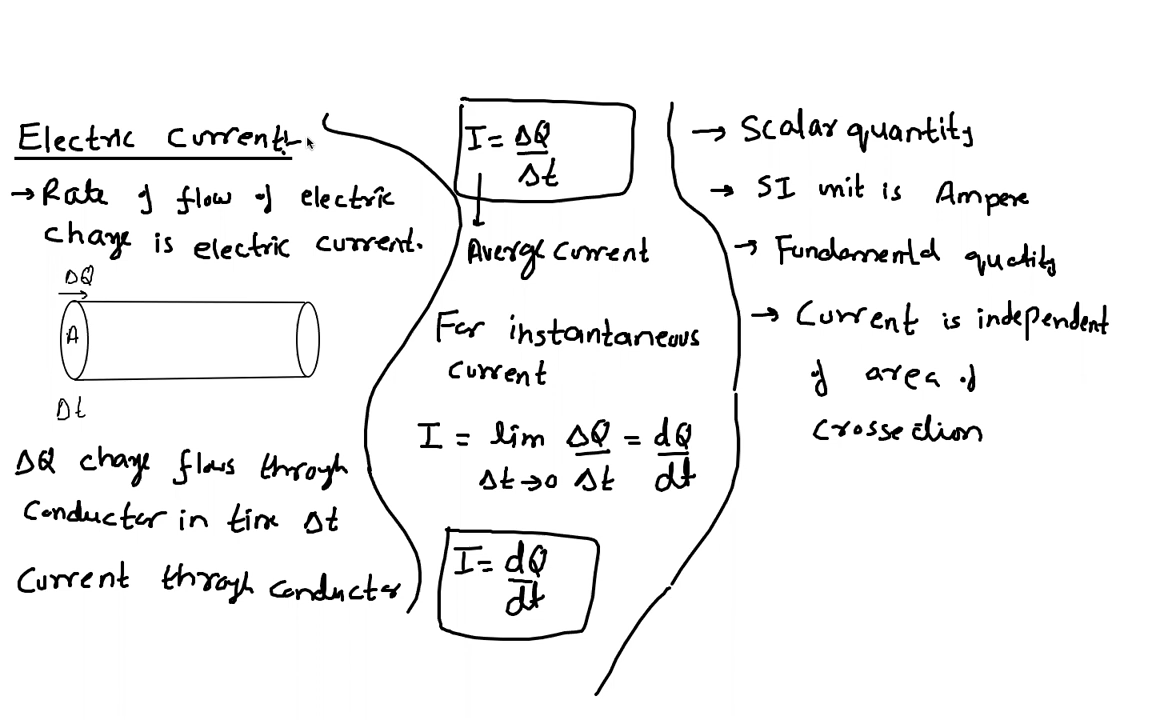 Electric current:-
→ Rate of flow of electric
charge is electric current.
ΔQ
A
Δt
ΔQ charge flows through
Conductor in time Δt
Current through conductor
I = ΔQ/Δt
Averge current
For instantaneous
current
I = lim Δt→0 ΔQ/Δt = dQ/dt
I = dQ/dt
→ Scalar quantity
→ SI unit is Ampere
→ Fundamental quantity
→ Current is independent
of area of
crossection